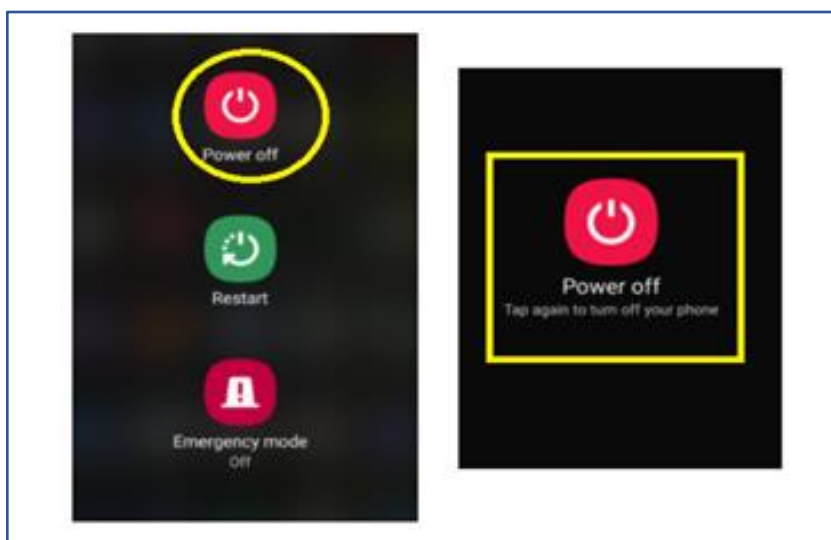 Power off
Restart
Emergency mode
Off
Power off
Tap again to turn off your phone